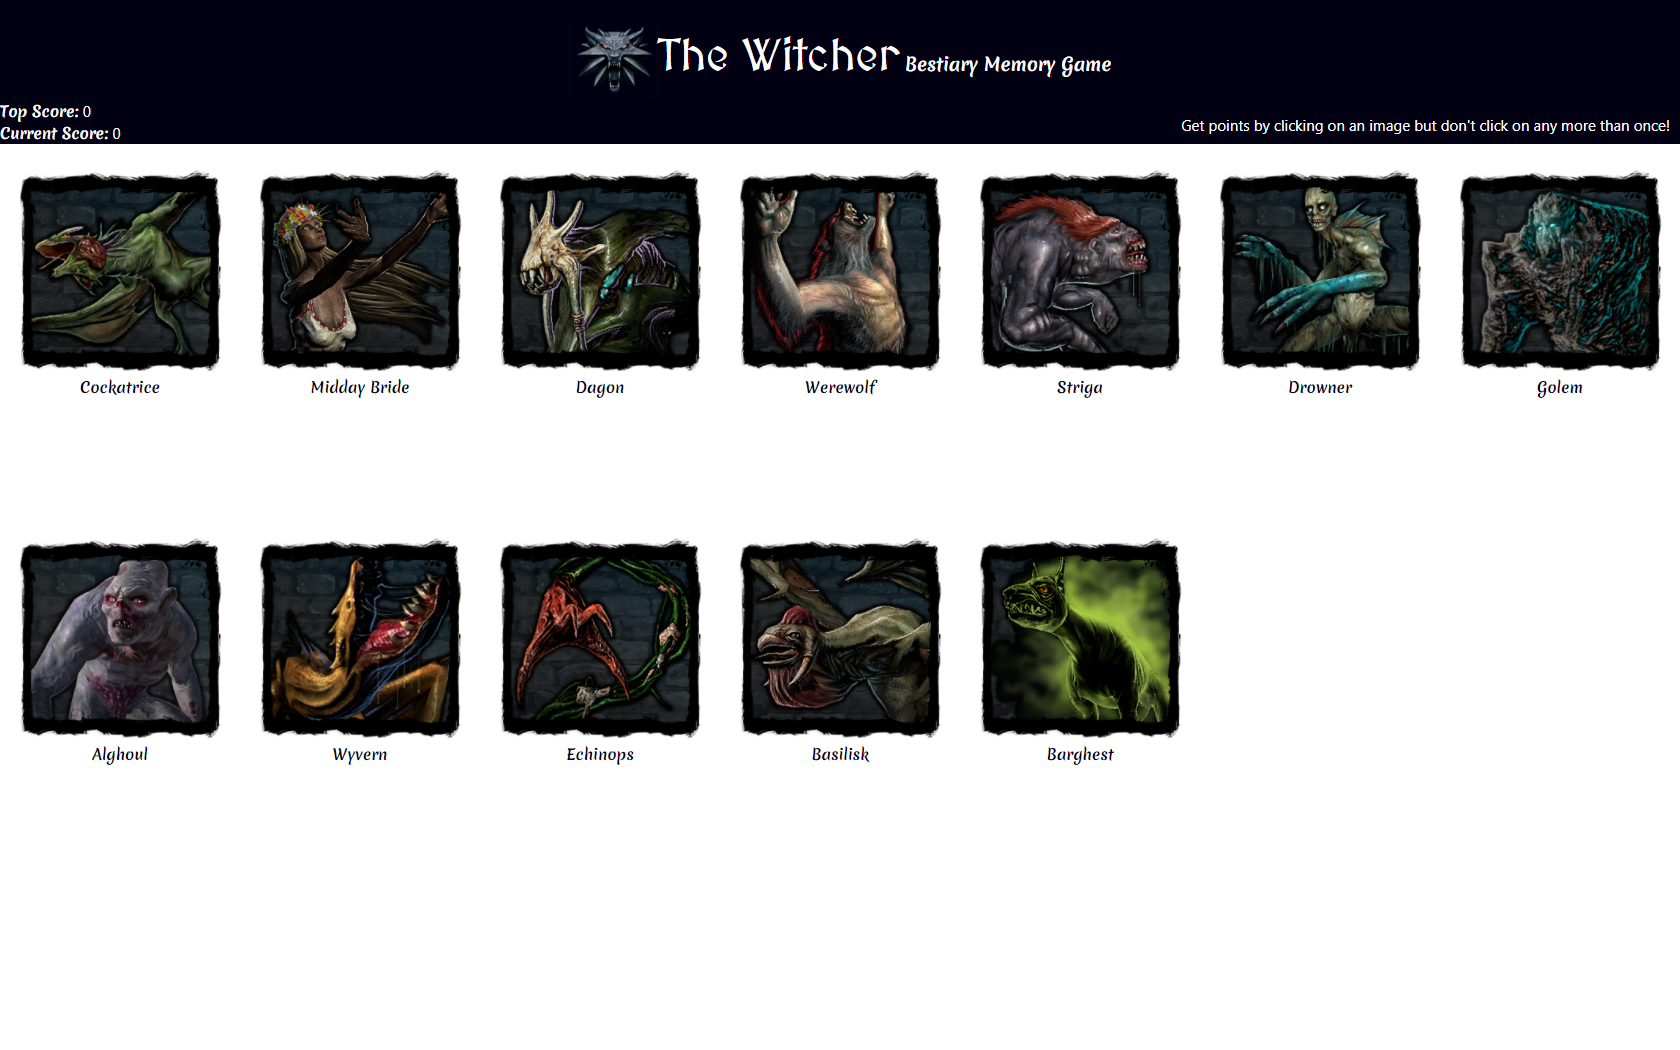 The Witcher Bestiary Memory Game
Top Score: 0
Current Score: 0
Get points by clicking on an image but don't click on any more than once!
Cockatrice
Midday Bride
Dagon
Werewolf
Striga
Drowner
Golem
Alghoul
Wyvern
Echinops
Basilisk
Barghest